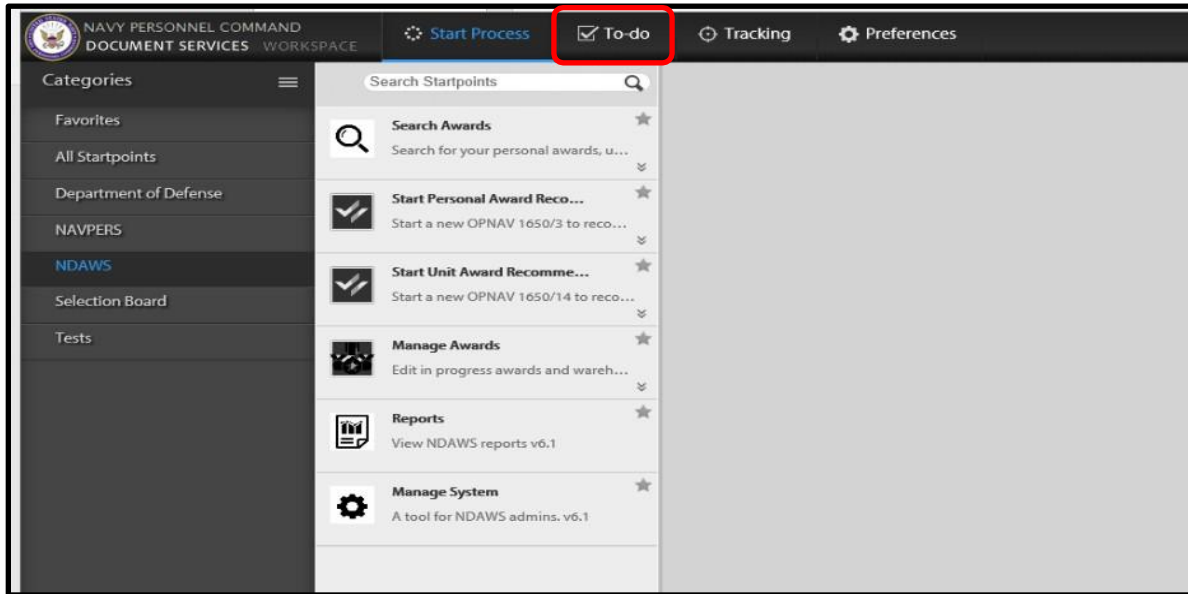 NAVY PERSONNEL COMMAND
DOCUMENT SERVICES WORKSPACE
Start Process
To-do
Tracking
Preferences
Categories
Favorites
All Startpoints
Department of Defense
NAVPERS
NDAWS
Selection Board
Tests
Search Startpoints
Search Awards
Search for your personal awards, u...
Start Personal Award Reco...
Start a new OPNAV 1650/3 to reco...
Start Unit Award Recomme...
Start a new OPNAV 1650/14 to reco...
Manage Awards
Edit in progress awards and wareh...
Reports
View NDAWS reports v6.1
Manage System
A tool for NDAWS admins. v6.1